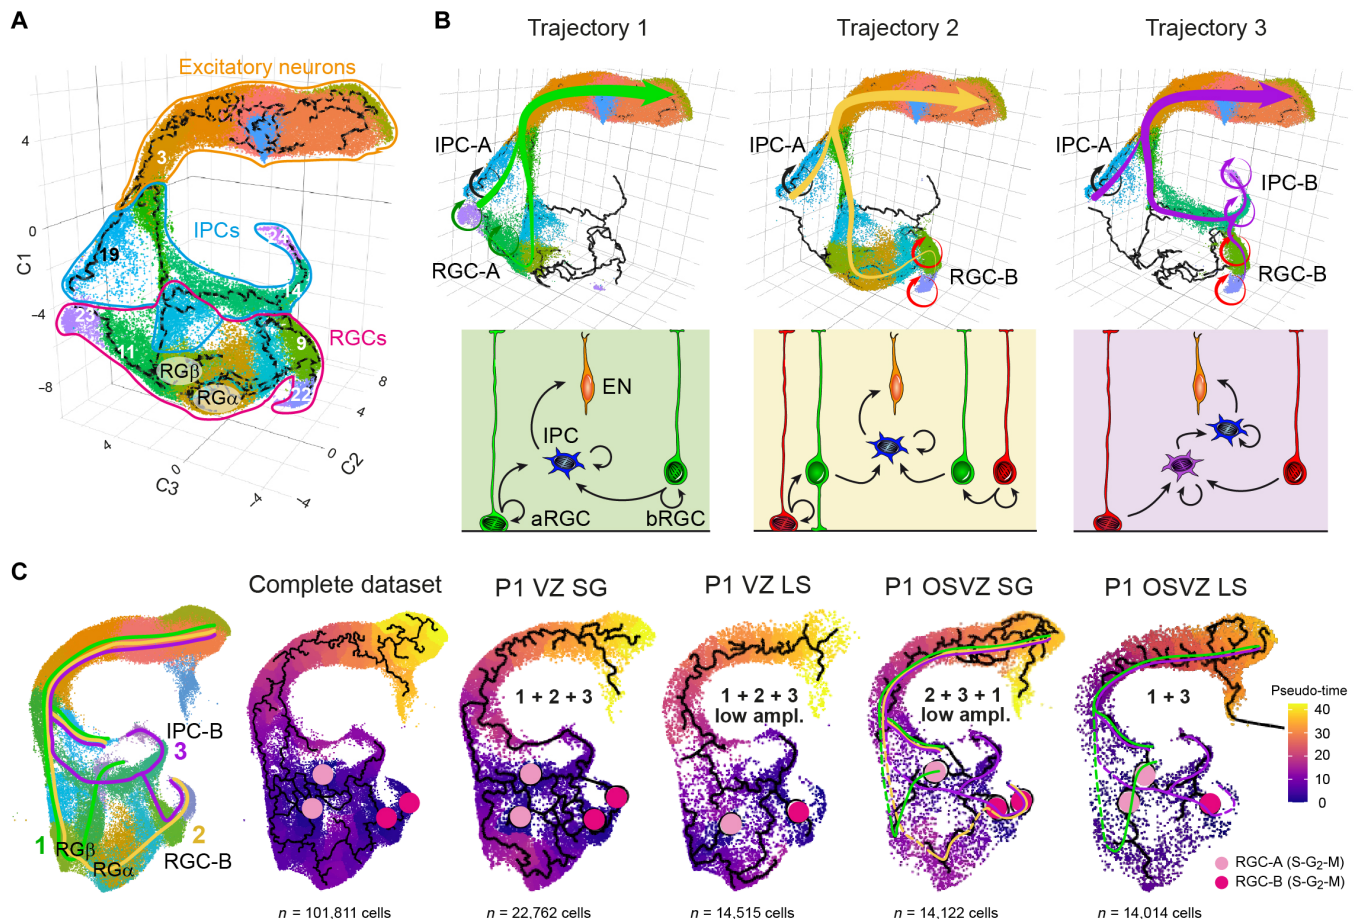 A
Excitatory neurons
4
0
−4
−8
C1
3
19
IPCs
24
14
23
11
RGβ
RGα
RGCs
9
22
8
4
0
C2
4
0
−4
−4
C3
B
Trajectory 1
IPC-A
RGC-A
Trajectory 2
IPC-A
RGC-B
Trajectory 3
IPC-A
IPC-B
RGC-B
EN
IPC
aRGC
bRGC
C
IPC-B
3
1
RGβ
RGα
2
RGC-B
Complete dataset
n = 101,811 cells
P1 VZ SG
1 + 2 + 3
n = 22,762 cells
P1 VZ LS
1 + 2 + 3
low ampl.
n = 14,515 cells
P1 OSVZ SG
2 + 3 + 1
low ampl.
n = 14,122 cells
P1 OSVZ LS
1 + 3
n = 14,014 cells
Pseudo-time
40
30
20
10
0
RGC-A (S-G₂-M)
RGC-B (S-G₂-M)